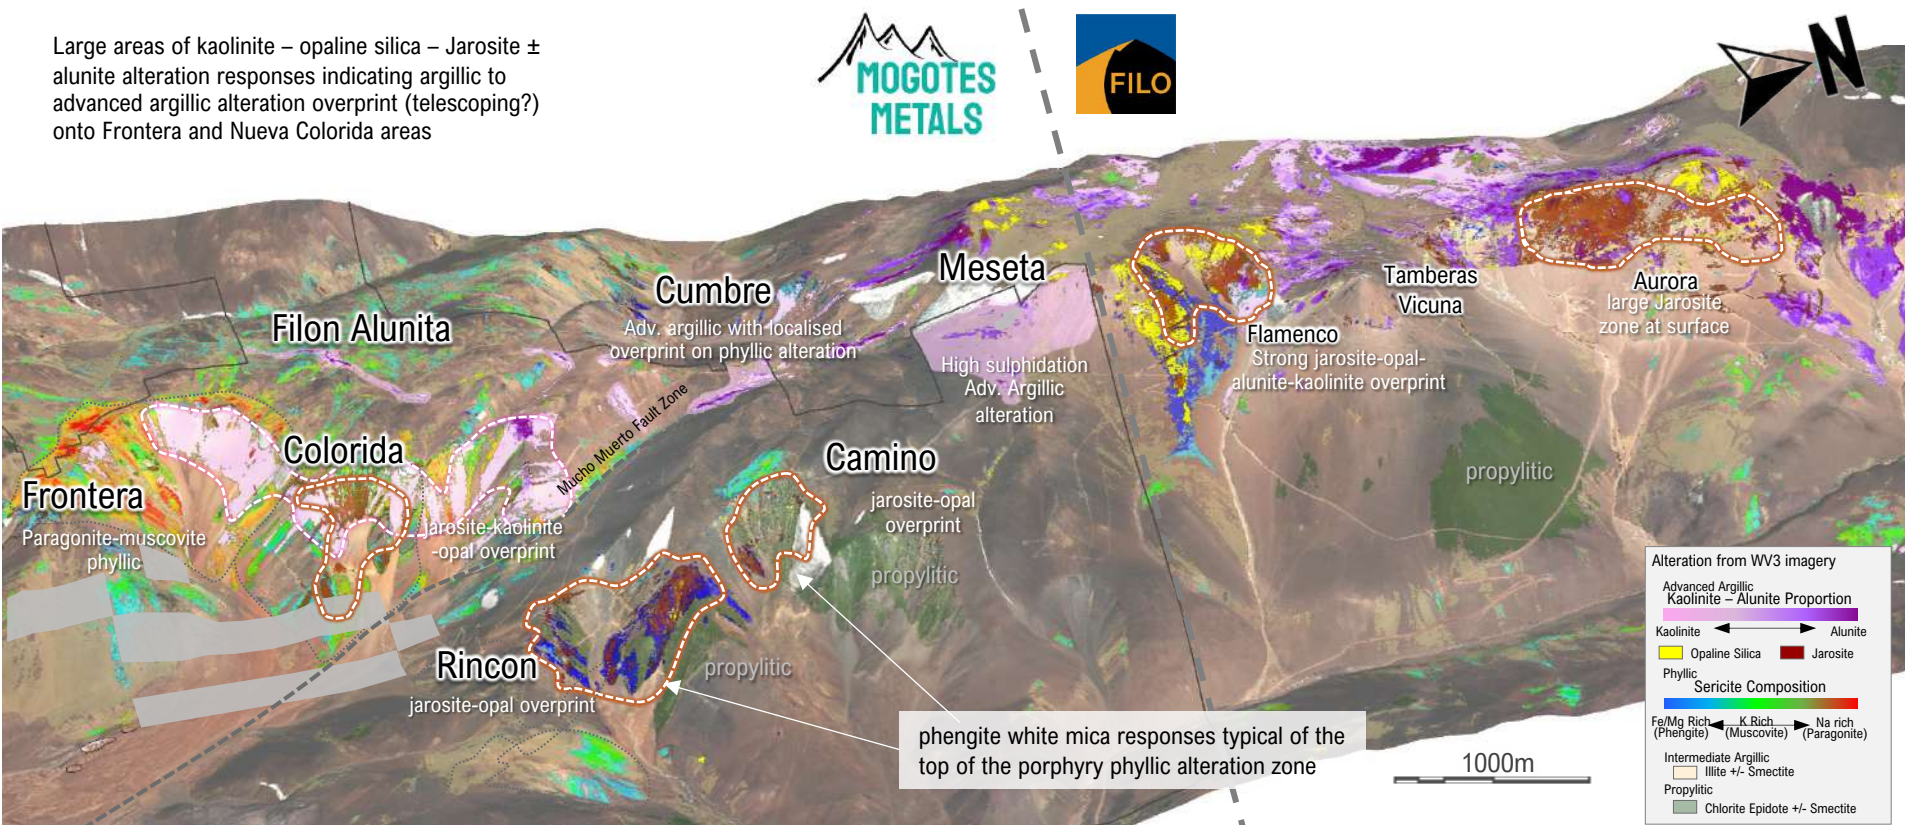 Large areas of kaolinite – opaline silica – Jarosite ±
alunite alteration responses indicating argillic to
advanced argillic alteration overprint (telescoping?)
onto Frontera and Nueva Colorida areas
MOGOTES
METALS
FILO
N
Meseta
High sulphidation
Adv. Argillic
alteration
Cumbre
Adv. argillic with localised
overprint on phyllic alteration
Filon Alunita
Tamberas
Vicuna
Aurora
large Jarosite
zone at surface
Flamenco
Strong jarosite-opal-
alunite-kaolinite overprint
Mucho Muerto Fault Zone
Colorida
jarosite-kaolinite
-opal overprint
Frontera
Paragonite-muscovite
phyllic
Camino
jarosite-opal
overprint
propylitic
propylitic
propylitic
Rincon
jarosite-opal overprint
phengite white mica responses typical of the
top of the porphyry phyllic alteration zone
1000m
Alteration from WV3 imagery
Advanced Argillic
Kaolinite – Alunite Proportion
Kaolinite Alunite
Opaline Silica Jarosite
Phyllic
Sericite Composition
Fe/Mg Rich K Rich Na rich
(Phengite) (Muscovite) (Paragonite)
Intermediate Argillic
Illite +/- Smectite
Propylitic
Chlorite Epidote +/- Smectite